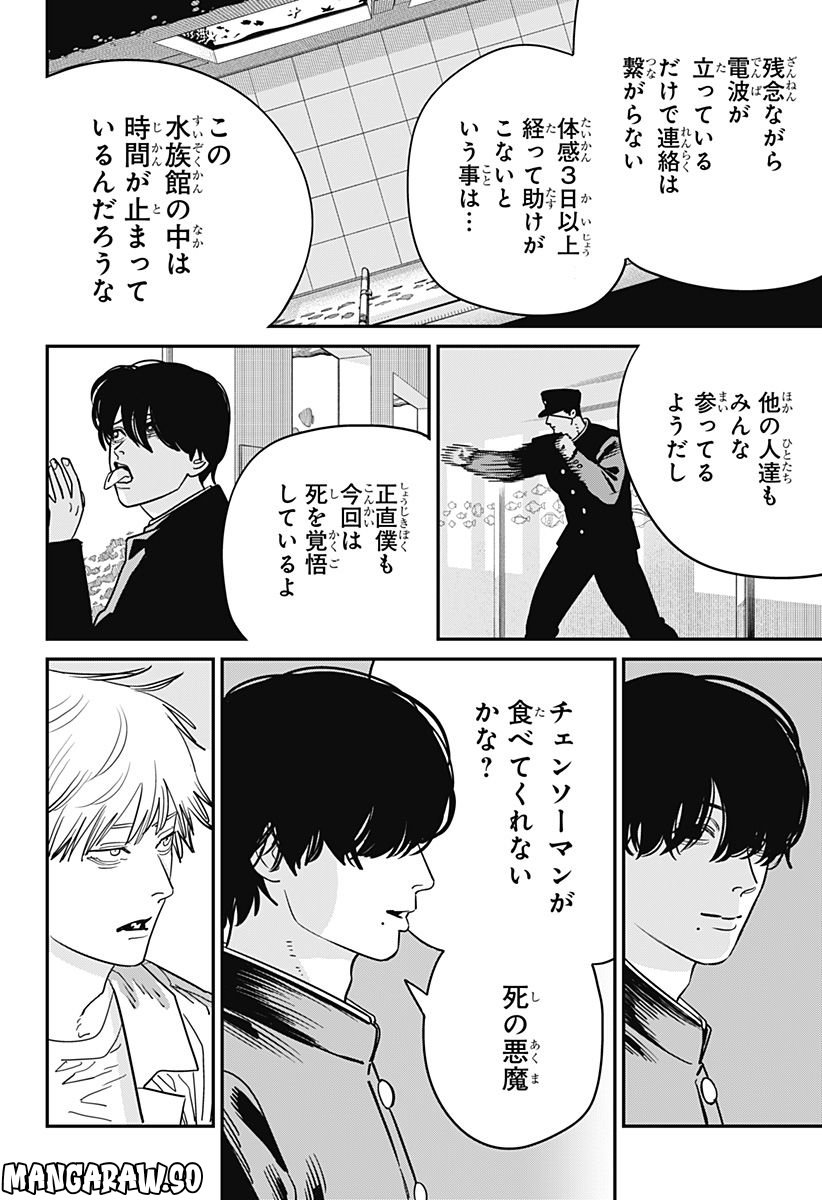 残念ながら
電波が
立っている
だけで連絡は
繋がらない
体感3日以上
経って助けが
こないと
いう事は…
この
水族館の中は
時間が止まって
いるんだろうな
他の人達も
みんな
参ってる
ようだし
正直僕も
今回は
死を覚悟
しているよ
チェンソーマンが
食べてくれない
かな?
死の悪魔
MANGARAW.SO